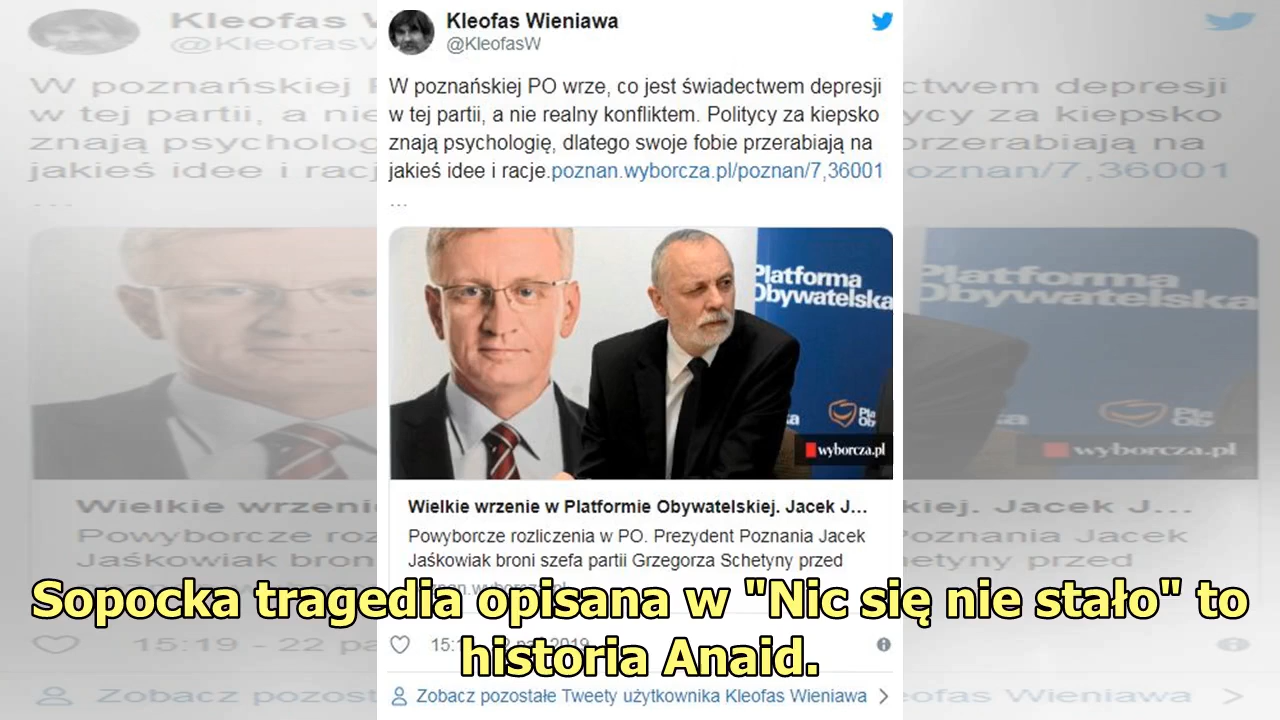 Kleofas Wieniawa
@KleofasW
W poznańskiej PO wrze, co jest świadectwem depresji
w tej partii, a nie realny konfliktem. Politycy za kiepsko
znają psychologię, dlatego swoje fobie przerabiają na
jakieś idee i racje.poznan.wyborcza.pl/poznan/7,36001
...
Platforma
Obywatelska
wyborcza.pl
Wielkie wrzenie w Platformie Obywatelskiej. Jacek J...
Powyborcze rozliczenia w PO. Prezydent Poznania Jacek
Jaśkowiak broni szefa partii Grzegorza Schetyny przed
Sopocka tragedia opisana w "Nic się nie stało" to
historia Anaid.
Zobacz pozostałe Tweety użytkownika Kleofas Wieniawa